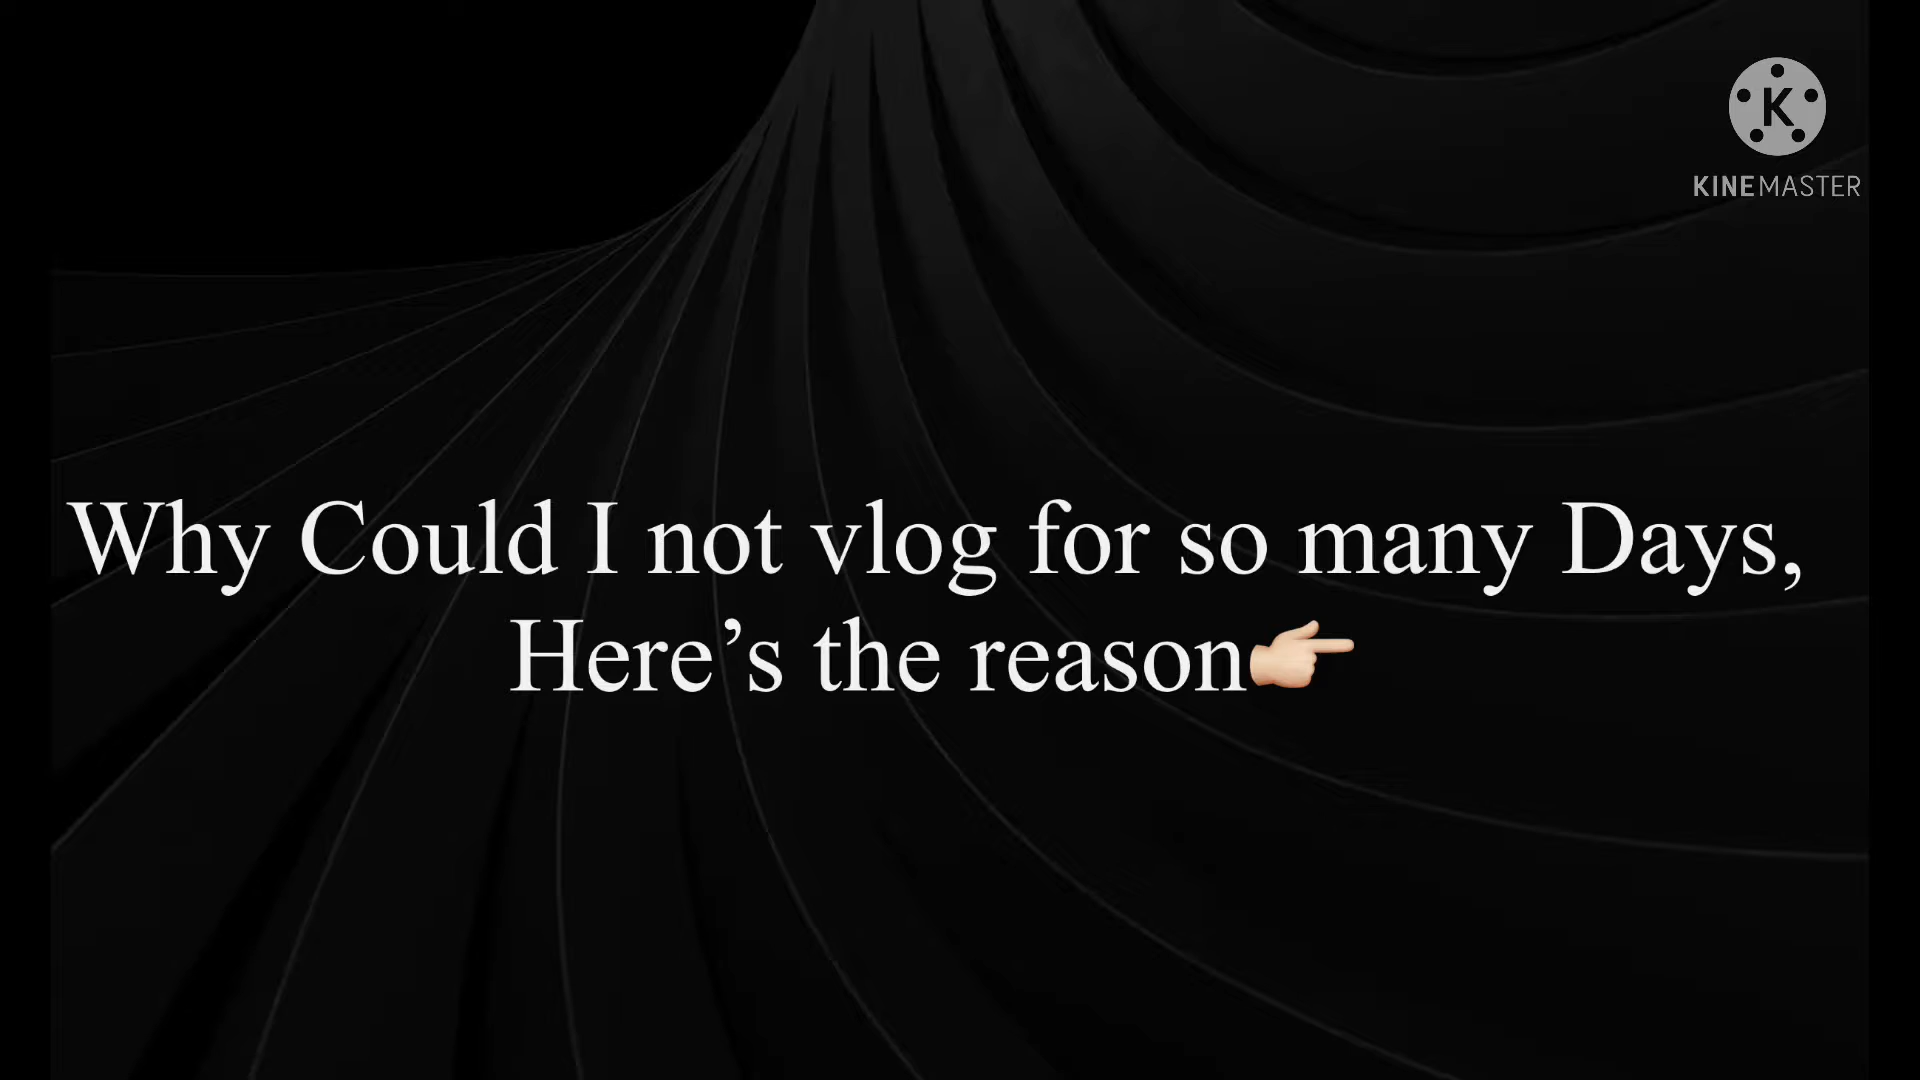 K
KINEMASTER
Why Could I not vlog for so many Days,
Here’s the reason👉🏻